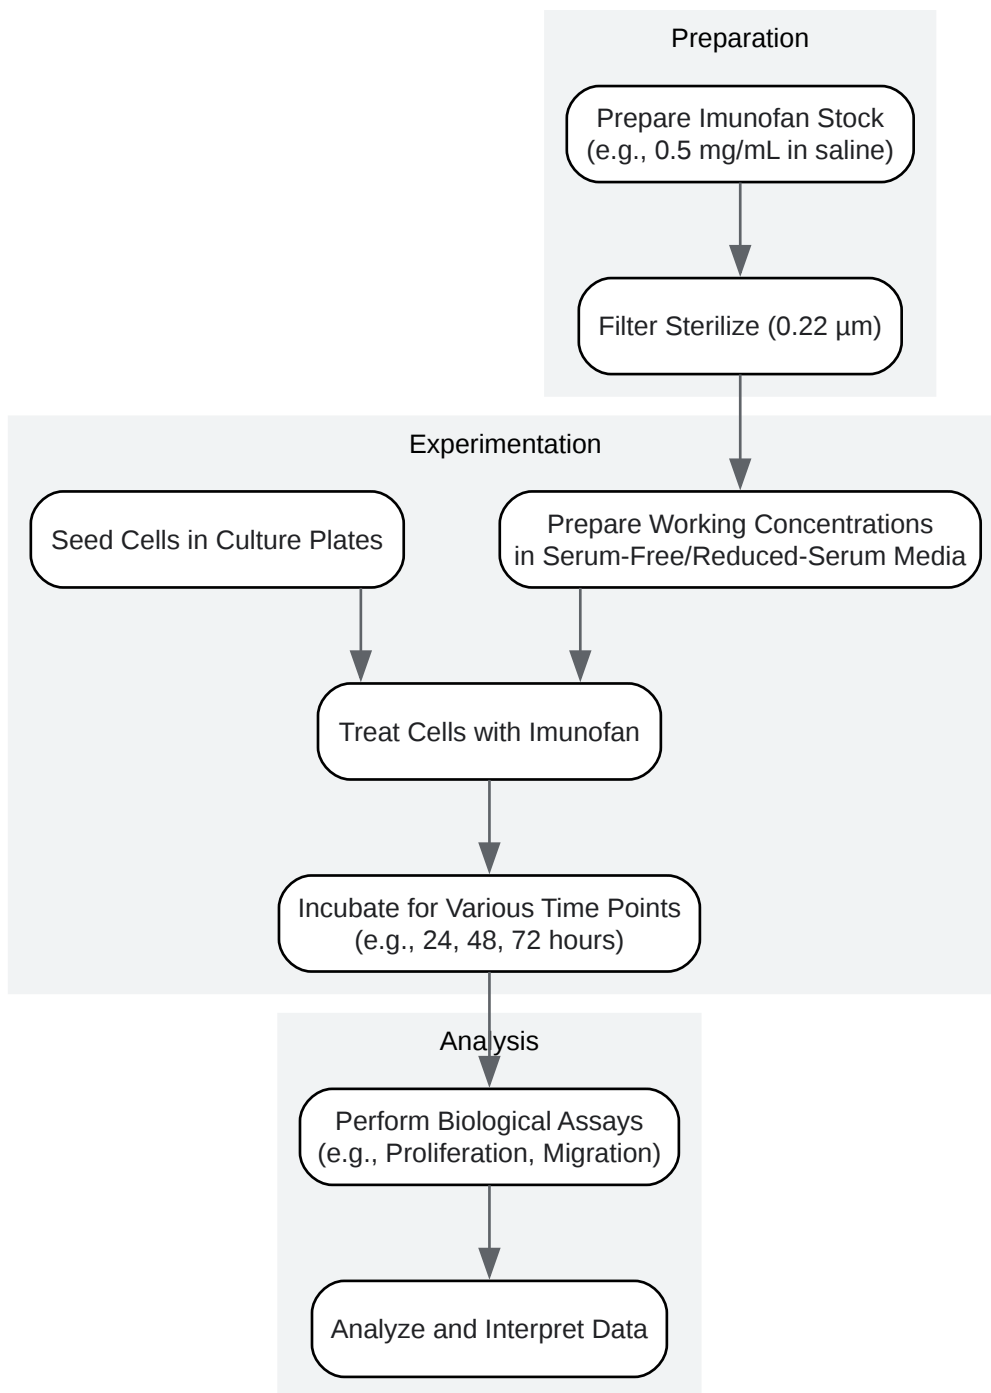 Preparation
Prepare Imunofan Stock
(e.g., 0.5 mg/mL in saline)
Filter Sterilize (0.22 µm)
Experimentation
Seed Cells in Culture Plates
Prepare Working Concentrations
in Serum-Free/Reduced-Serum Media
Treat Cells with Imunofan
Incubate for Various Time Points
(e.g., 24, 48, 72 hours)
Analysis
Perform Biological Assays
(e.g., Proliferation, Migration)
Analyze and Interpret Data